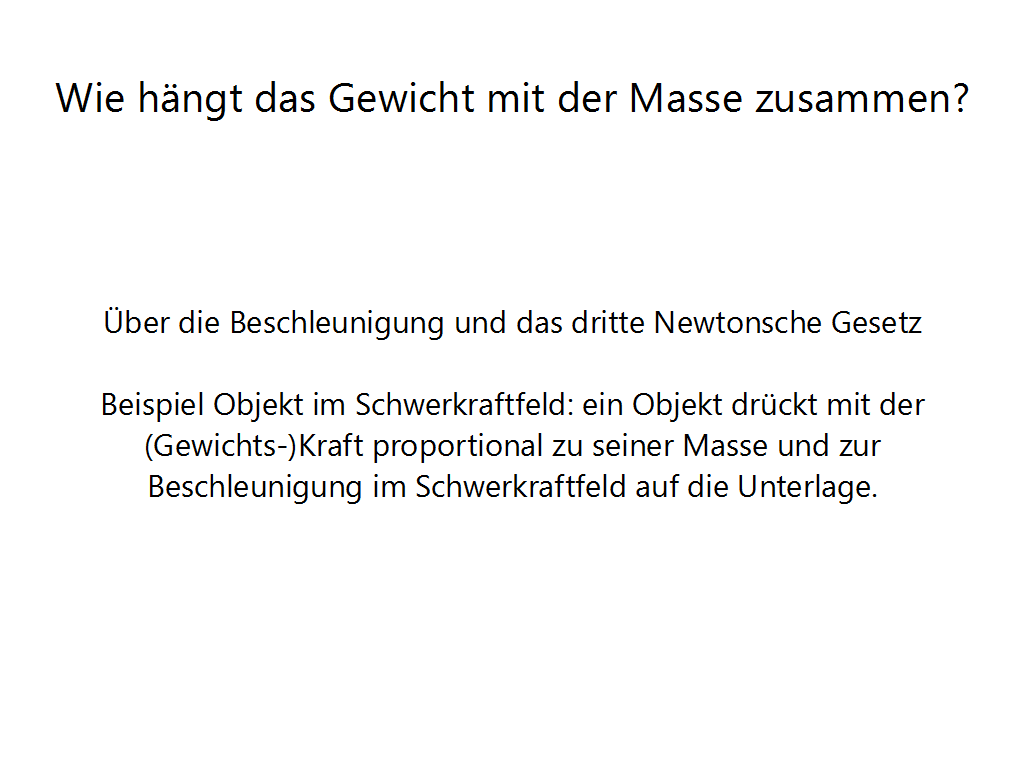 Wie hängt das Gewicht mit der Masse zusammen?
Über die Beschleunigung und das dritte Newtonsche Gesetz
Beispiel Objekt im Schwerkraftfeld: ein Objekt drückt mit der
(Gewichts-)Kraft proportional zu seiner Masse und zur
Beschleunigung im Schwerkraftfeld auf die Unterlage.